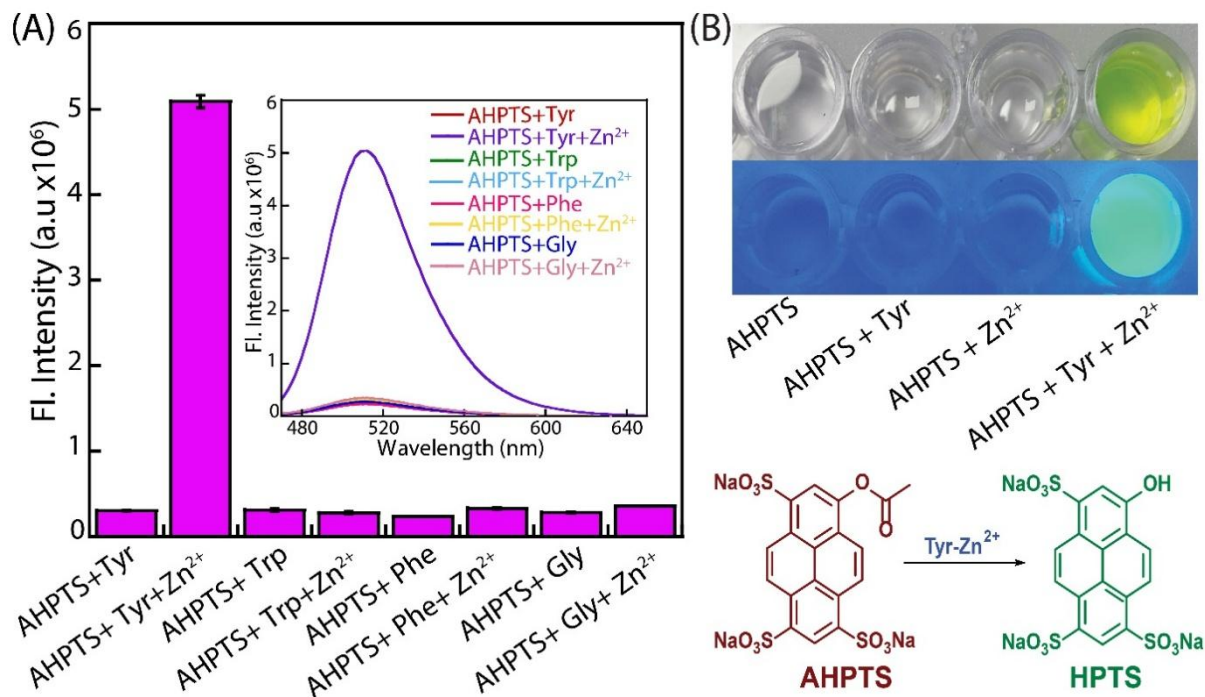 (A)
Fl. Intensity (a.u x10⁶)
6
5
4
3
2
1
0
AHPTS+Tyr
AHPTS+ Tyr+Zn²⁺
AHPTS+ Trp
AHPTS+ Trp+Zn²⁺
AHPTS+ Phe
AHPTS+ Phe+ Zn²⁺
AHPTS+ Gly
AHPTS+ Gly+ Zn²⁺
Fl. Intensity (a.u x10⁶)
6
5
4
3
2
1
0
480 520 560 600 640
Wavelength (nm)
AHPTS+Tyr
AHPTS+Tyr+Zn²⁺
AHPTS+Trp
AHPTS+Trp+Zn²⁺
AHPTS+Phe
AHPTS+Phe+Zn²⁺
AHPTS+Gly
AHPTS+Gly+Zn²⁺
(B)
AHPTS
AHPTS + Tyr
AHPTS + Zn²⁺
AHPTS + Tyr + Zn²⁺
NaO₃S
O
O
NaO₃S
SO₃Na
AHPTS
Tyr-Zn²⁺
NaO₃S
OH
NaO₃S
SO₃Na
HPTS